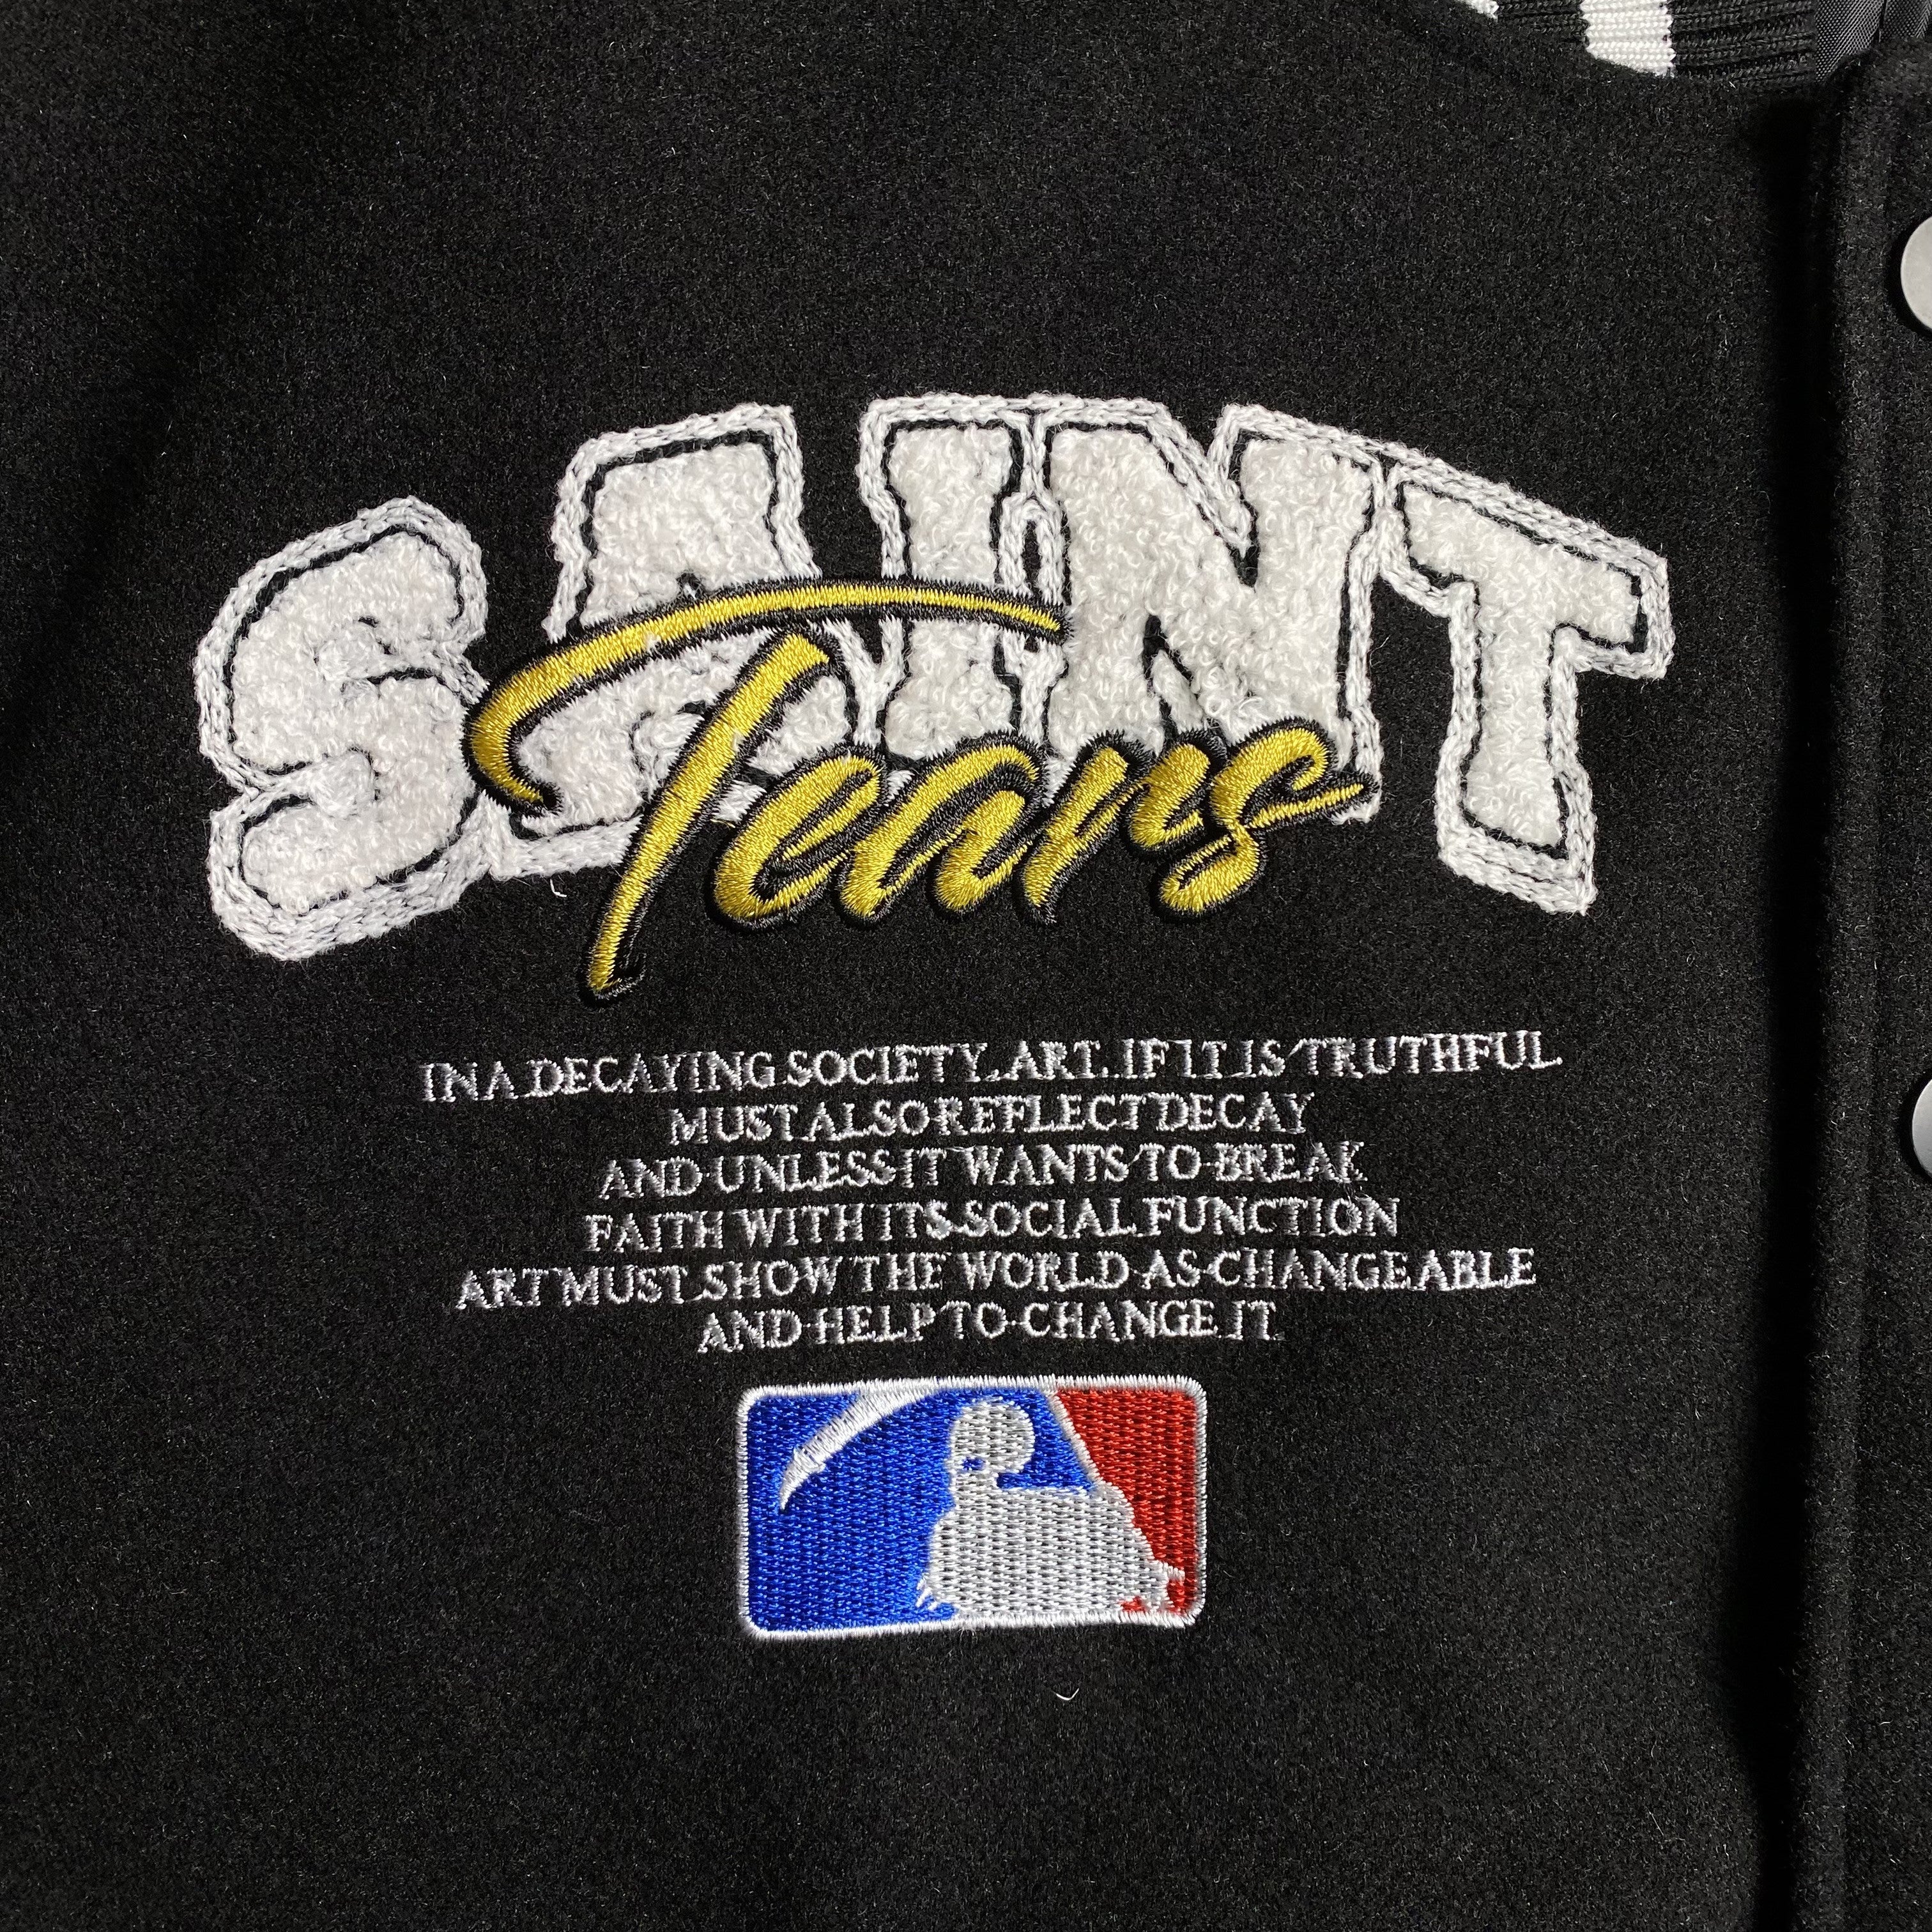 SAINT
Tears
IN A DECAYING SOCIETY, ART, IF IT IS TRUTHFUL
MUST ALSO REFLECT DECAY
AND UNLESS IT WANTS TO BREAK
FAITH WITH ITS SOCIAL FUNCTION
ART MUST SHOW THE WORLD AS CHANGEABLE
AND HELP TO CHANGE IT